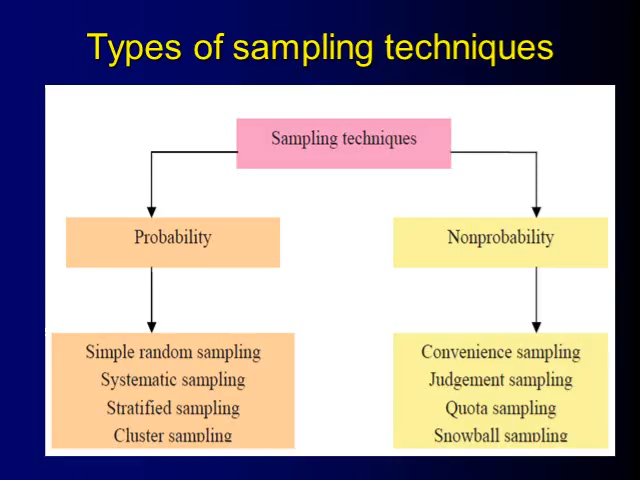 Types of sampling techniques
Sampling techniques
Probability
Nonprobability
Simple random sampling
Systematic sampling
Stratified sampling
Cluster sampling
Convenience sampling
Judgement sampling
Quota sampling
Snowball sampling